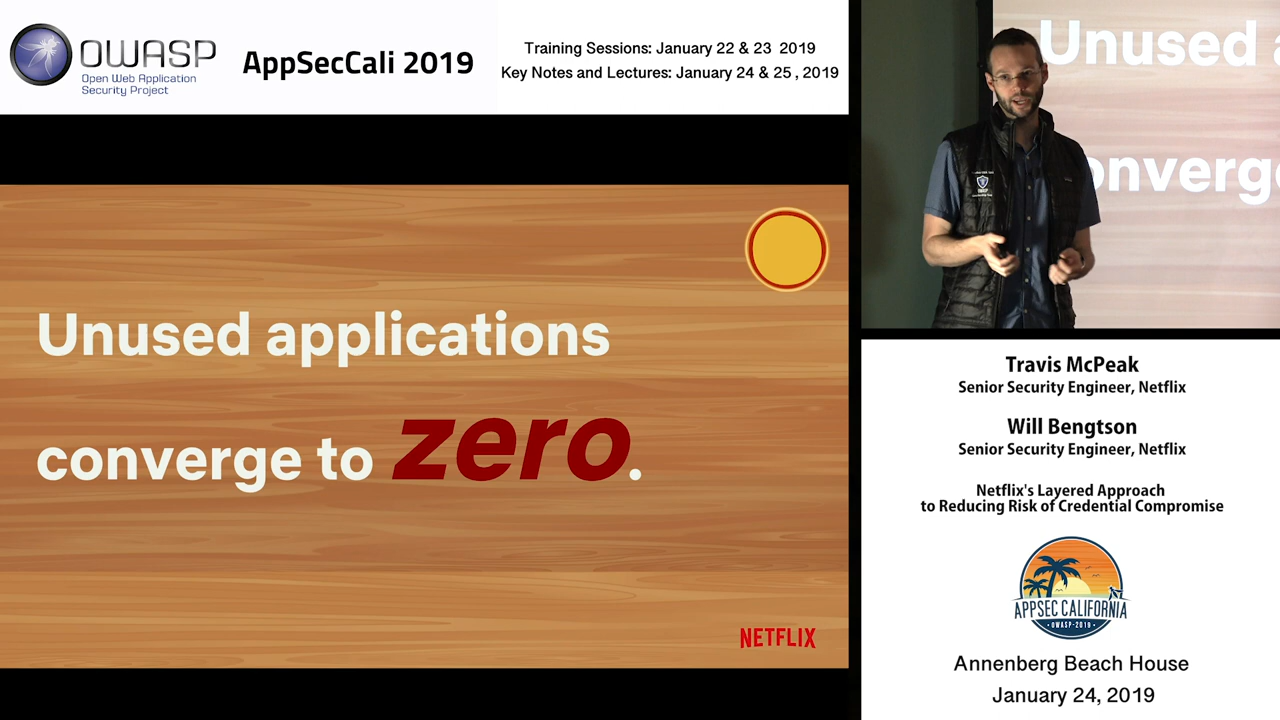 OWASP
Open Web Application
Security Project
AppSecCali 2019
Training Sessions: January 22 & 23 2019
Key Notes and Lectures: January 24 & 25 , 2019
Unused applications
converge to zero.
NETFLIX
Unused a
onverge
OWASP
Travis McPeak
Senior Security Engineer, Netflix
Will Bengtson
Senior Security Engineer, Netflix
Netflix's Layered Approach
to Reducing Risk of Credential Compromise
APPSEC CALIFORNIA
OWASP-2019
Annenberg Beach House
January 24, 2019